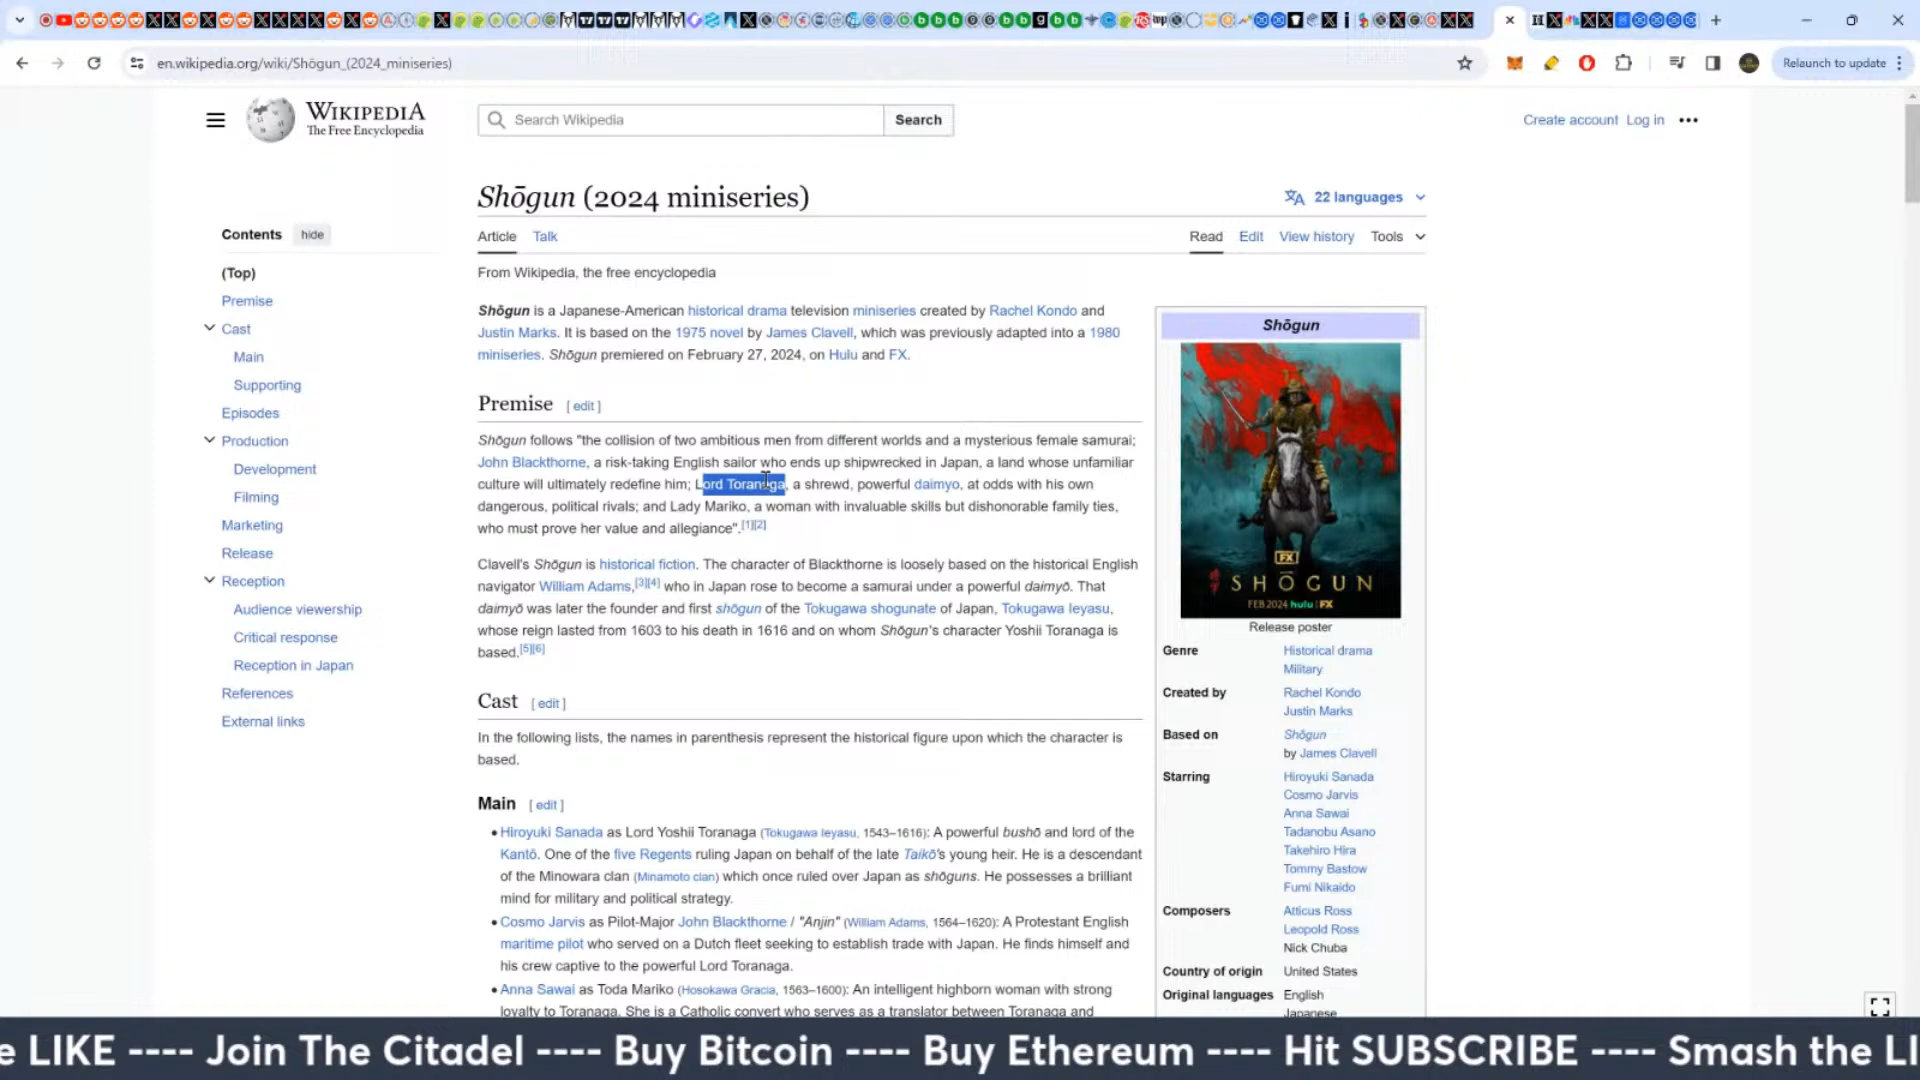 en.wikipedia.org/wiki/Shōgun_(2024_miniseries)
Relaunch to update
WIKIPEDIA
The Free Encyclopedia
Search Wikipedia
Search
Create account Log in
Shōgun (2024 miniseries)
22 languages
Article Talk
Read Edit View history Tools
From Wikipedia, the free encyclopedia
Contents hide
(Top)
Premise
Cast
Main
Supporting
Episodes
Production
Development
Filming
Marketing
Release
Reception
Audience viewership
Critical response
Reception in Japan
References
External links
Shōgun is a Japanese-American historical drama television miniseries created by Rachel Kondo and
Justin Marks. It is based on the 1975 novel by James Clavell, which was previously adapted into a 1980
miniseries. Shōgun premiered on February 27, 2024, on Hulu and FX.
Premise [ edit ]
Shōgun follows "the collision of two ambitious men from different worlds and a mysterious female samurai;
John Blackthorne, a risk-taking English sailor who ends up shipwrecked in Japan, a land whose unfamiliar
culture will ultimately redefine him; Lord Toranaga, a shrewd, powerful daimyo, at odds with his own
dangerous, political rivals; and Lady Mariko, a woman with invaluable skills but dishonorable family ties,
who must prove her value and allegiance".[1][2]
Clavell's Shōgun is historical fiction. The character of Blackthorne is loosely based on the historical English
navigator William Adams,[3][4] who in Japan rose to become a samurai under a powerful daimyō. That
daimyō was later the founder and first shōgun of the Tokugawa shogunate of Japan, Tokugawa Ieyasu,
whose reign lasted from 1603 to his death in 1616 and on whom Shōgun's character Yoshii Toranaga is
based.[5][6]
Cast [ edit ]
In the following lists, the names in parenthesis represent the historical figure upon which the character is
based.
Main [ edit ]
• Hiroyuki Sanada as Lord Yoshii Toranaga (Tokugawa Ieyasu, 1543–1616): A powerful bushō and lord of the
Kantō. One of the five Regents ruling Japan on behalf of the late Taikō's young heir. He is a descendant
of the Minowara clan (Minamoto clan) which once ruled over Japan as shōguns. He possesses a brilliant
mind for military and political strategy.
• Cosmo Jarvis as Pilot-Major John Blackthorne / "Anjin" (William Adams, 1564–1620): A Protestant English
maritime pilot who served on a Dutch fleet seeking to establish trade with Japan. He finds himself and
his crew captive to the powerful Lord Toranaga.
• Anna Sawai as Toda Mariko (Hosokawa Gracia, 1563–1600): An intelligent highborn woman with strong
loyalty to Toranaga. She is a Catholic convert who serves as a translator between Toranaga and
Shōgun
FX
SHŌGUN
FEB 2024 hulu | FX
Release poster
Genre Historical drama
Military
Created by Rachel Kondo
Justin Marks
Based on Shōgun
by James Clavell
Starring Hiroyuki Sanada
Cosmo Jarvis
Anna Sawai
Tadanobu Asano
Takehiro Hira
Tommy Bastow
Fumi Nikaido
Composers Atticus Ross
Leopold Ross
Nick Chuba
Country of origin United States
Original languages English
Japanese
e LIKE ---- Join The Citadel ---- Buy Bitcoin ---- Buy Ethereum ---- Hit SUBSCRIBE ---- Smash the LI